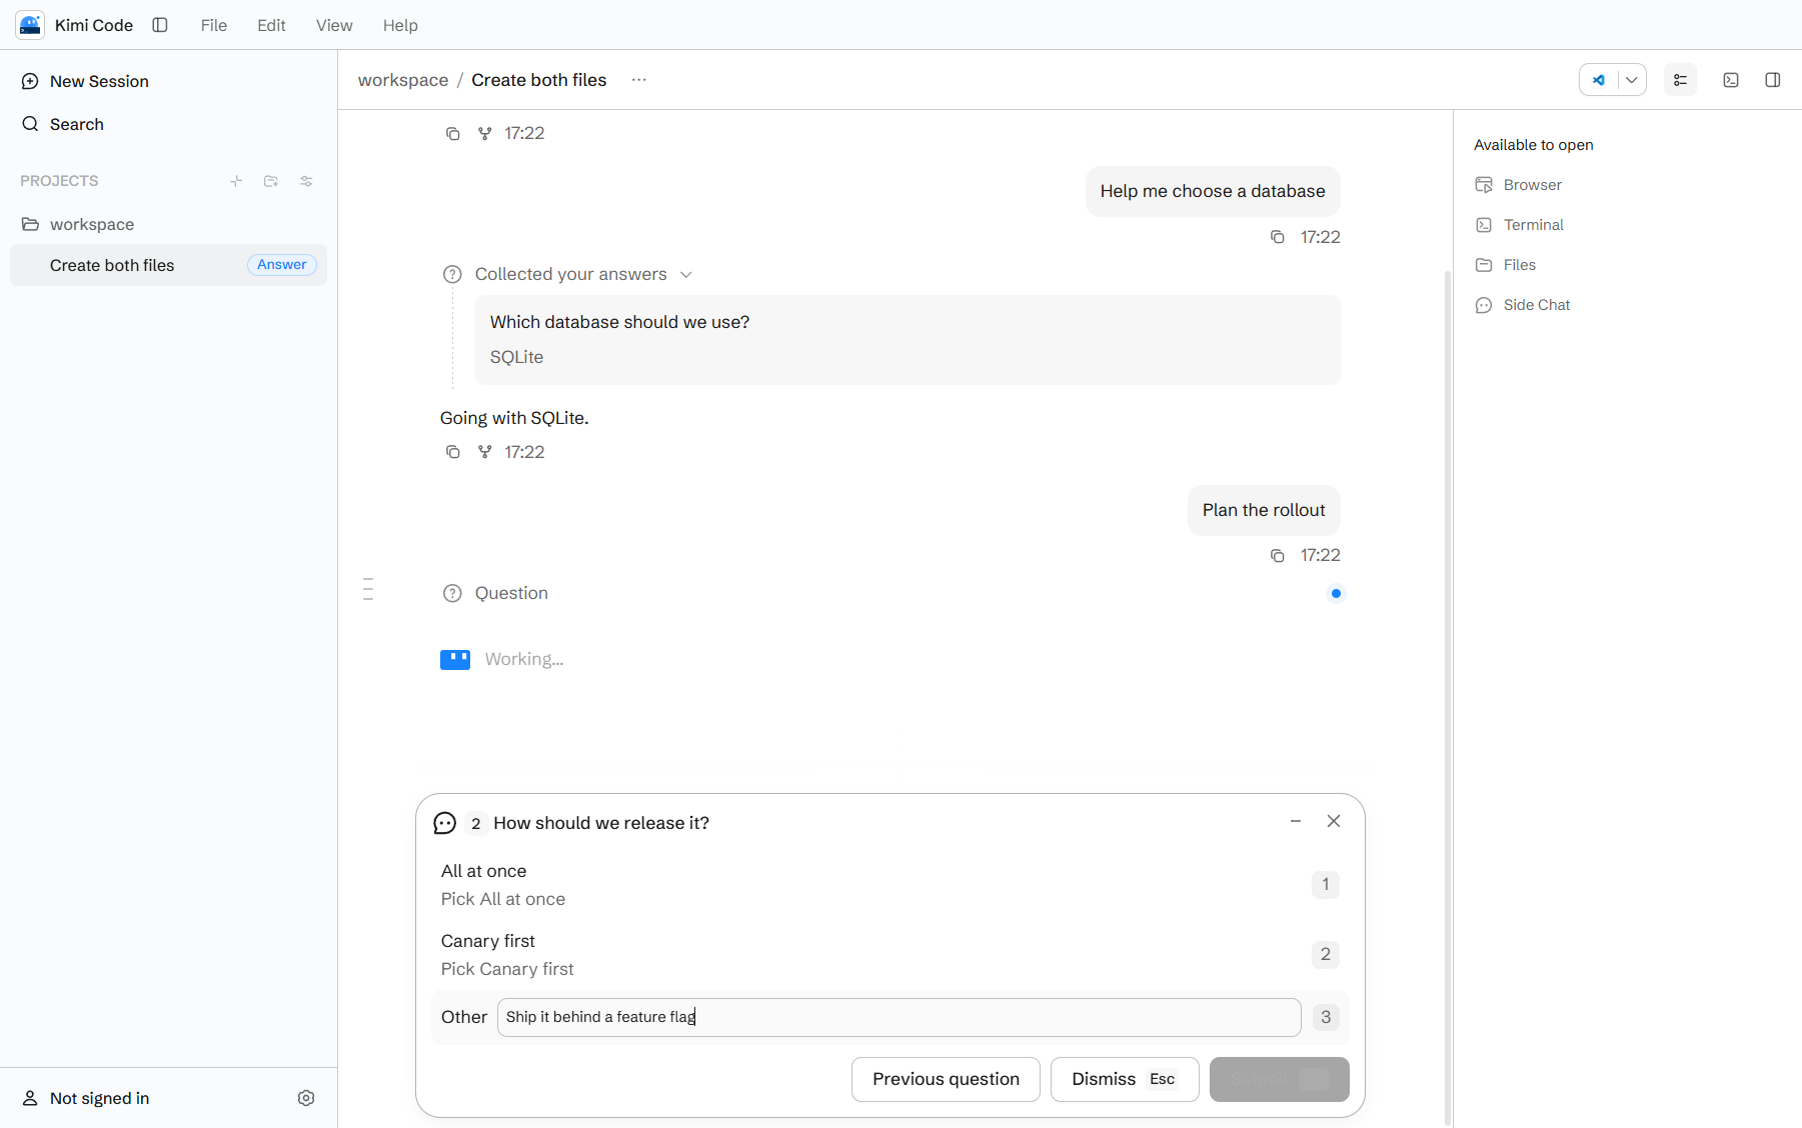 Kimi Code
File
Edit
View
Help
New Session
Search
PROJECTS
workspace
Create both files
Answer
Not signed in
workspace / Create both files
17:22
Help me choose a database
17:22
Collected your answers
Which database should we use?
SQLite
Going with SQLite.
17:22
Plan the rollout
17:22
Question
Working...
2 How should we release it?
All at once
Pick All at once
1
Canary first
Pick Canary first
2
Other
Ship it behind a feature flag
3
Previous question
Dismiss Esc
Submit
Available to open
Browser
Terminal
Files
Side Chat